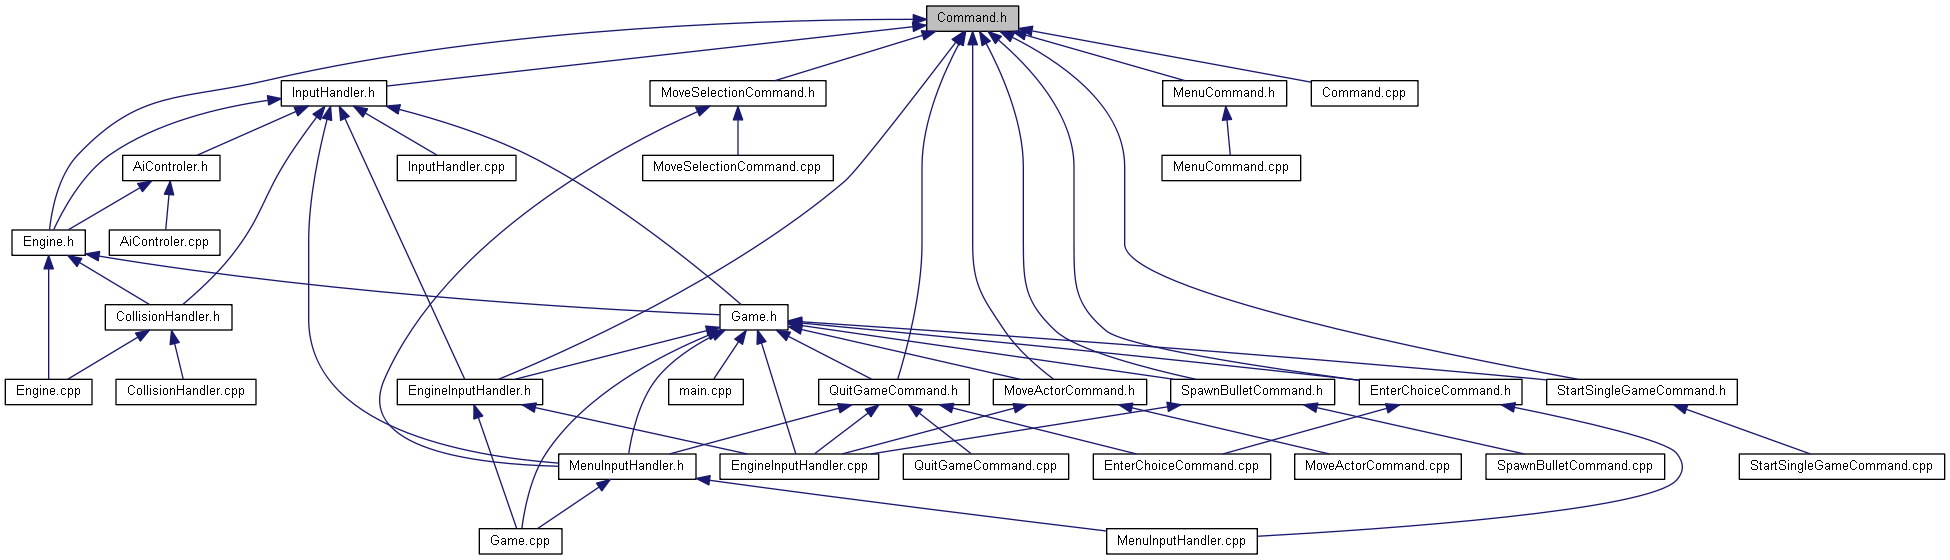 Command.h
InputHandler.h
MoveSelectionCommand.h
MenuCommand.h
Command.cpp
AiControler.h
InputHandler.cpp
MoveSelectionCommand.cpp
MenuCommand.cpp
Engine.h
AiControler.cpp
CollisionHandler.h
Game.h
Engine.cpp
CollisionHandler.cpp
EngineInputHandler.h
main.cpp
QuitGameCommand.h
MoveActorCommand.h
SpawnBulletCommand.h
EnterChoiceCommand.h
StartSingleGameCommand.h
MenuInputHandler.h
EngineInputHandler.cpp
QuitGameCommand.cpp
EnterChoiceCommand.cpp
MoveActorCommand.cpp
SpawnBulletCommand.cpp
StartSingleGameCommand.cpp
Game.cpp
MenuInputHandler.cpp